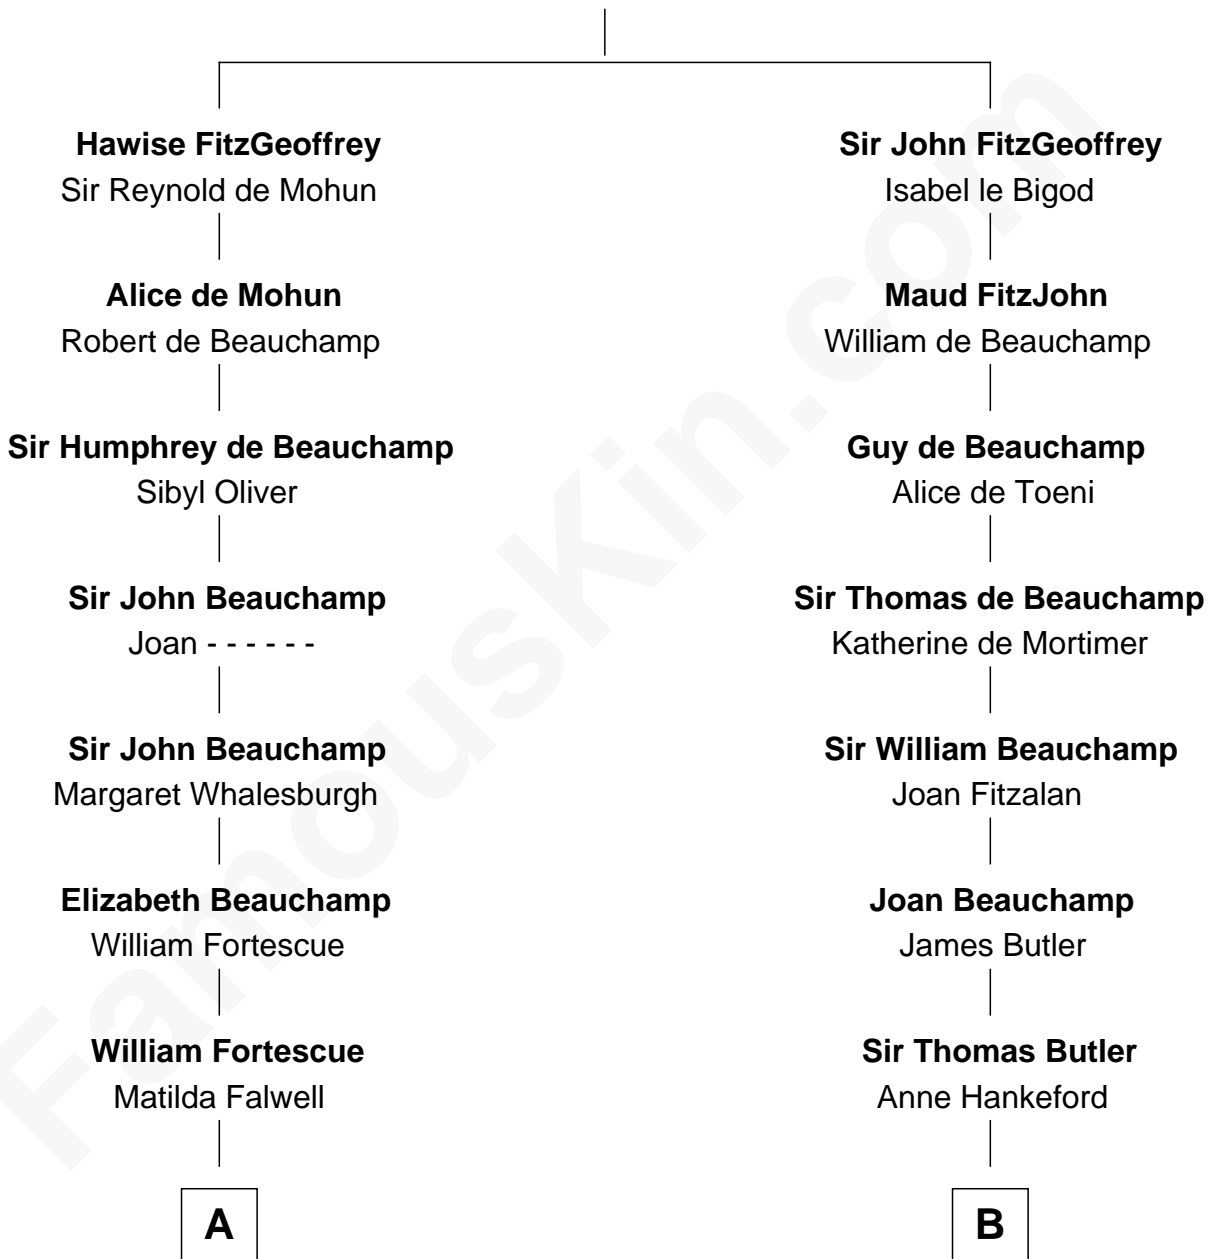 Hawise FitzGeoffrey
Sir Reynold de Mohun
Alice de Mohun
Robert de Beauchamp
Sir Humphrey de Beauchamp
Sibyl Oliver
Sir John Beauchamp
Joan - - - - - -
Sir John Beauchamp
Margaret Whalesburgh
Elizabeth Beauchamp
William Fortescue
William Fortescue
Matilda Falwell
A
Sir John FitzGeoffrey
Isabel le Bigod
Maud FitzJohn
William de Beauchamp
Guy de Beauchamp
Alice de Toeni
Sir Thomas de Beauchamp
Katherine de Mortimer
Sir William Beauchamp
Joan Fitzalan
Joan Beauchamp
James Butler
Sir Thomas Butler
Anne Hankeford
B
FamousKin.com